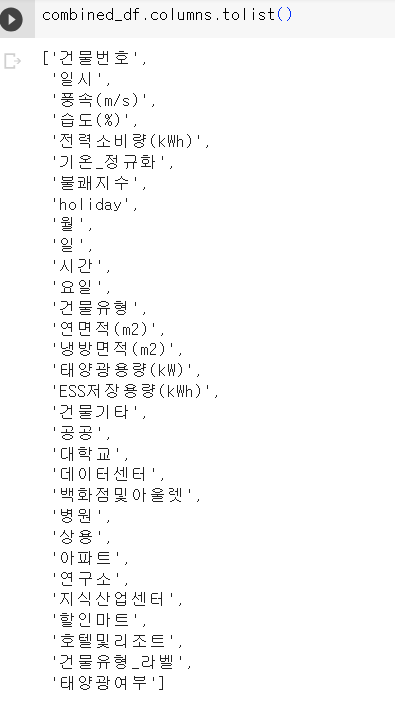 combined_df.columns.tolist()
['건물번호',
'일시',
'풍속(m/s)',
'습도(%)',
'전력소비량(kWh)',
'기온_정규화',
'불쾌지수',
'holiday',
'월',
'일',
'시간',
'요일',
'건물유형',
'연면적(m2)',
'냉방면적(m2)',
'태양광용량(kW)',
'ESS저장용량(kWh)',
'건물기타',
'공공',
'대학교',
'데이터센터',
'백화점및아울렛',
'병원',
'상용',
'아파트',
'연구소',
'지식산업센터',
'할인마트',
'호텔및리조트',
'건물유형_라벨',
'태양광여부']